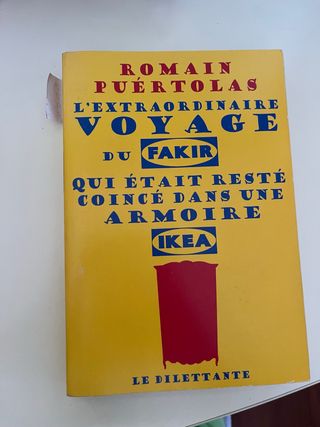 ROMAIN
PUÉRTOLAS
L'EXTRAORDINAIRE
VOYAGE
DU FAKIR
QUI ÉTAIT RESTÉ
COINCÉ DANS UNE
ARMOIRE
IKEA
LE DILETTANTE